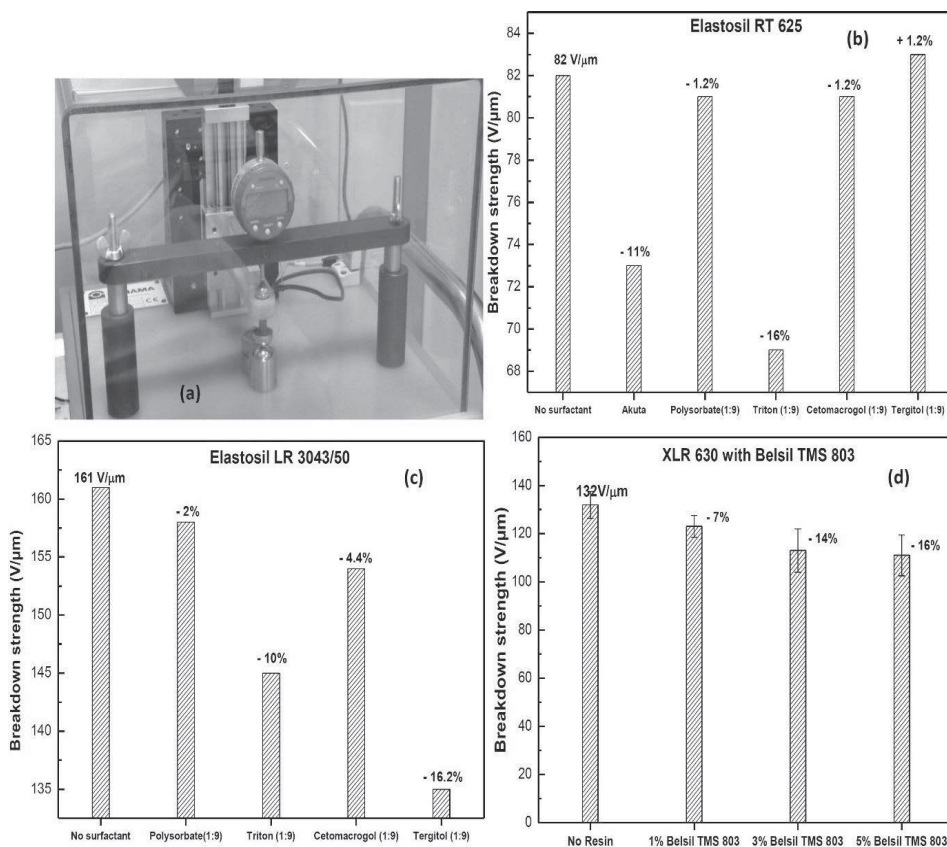 (a)
AMA
CE
Elastosil RT 625
(b)
Breakdown strength (V/µm)
84
82
80
78
76
74
72
70
68
82 V/µm
- 11%
- 1.2%
- 16%
- 1.2%
+ 1.2%
No surfactant
Akuta
Polysorbate(1:9)
Triton (1:9)
Cetomacrogol (1:9)
Tergitol (1:9)
Elastosil LR 3043/50
(c)
Breakdown strength (V/µm)
165
160
155
150
145
140
135
161 V/µm
- 2%
- 10%
- 4.4%
- 16.2%
No surfactant
Polysorbate(1:9)
Triton (1:9)
Cetomacrogol (1:9)
Tergitol (1:9)
XLR 630 with Belsil TMS 803
(d)
Breakdown strength (V/µm)
160
140
120
100
80
60
40
20
0
132V/µm
- 7%
- 14%
- 16%
No Resin
1% Belsil TMS 803
3% Belsil TMS 803
5% Belsil TMS 803